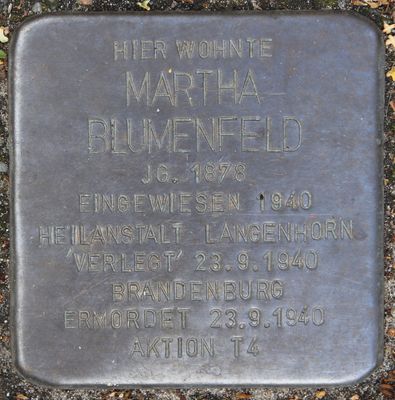 HIER WOHNTE
MARTHA
BLUMENFELD
JG. 1878
EINGEWIESEN 1940
HEILANSTALT LANGENHORN
'VERLEGT' 23.9.1940
BRANDENBURG
ERMORDET 23.9.1940
AKTION T4